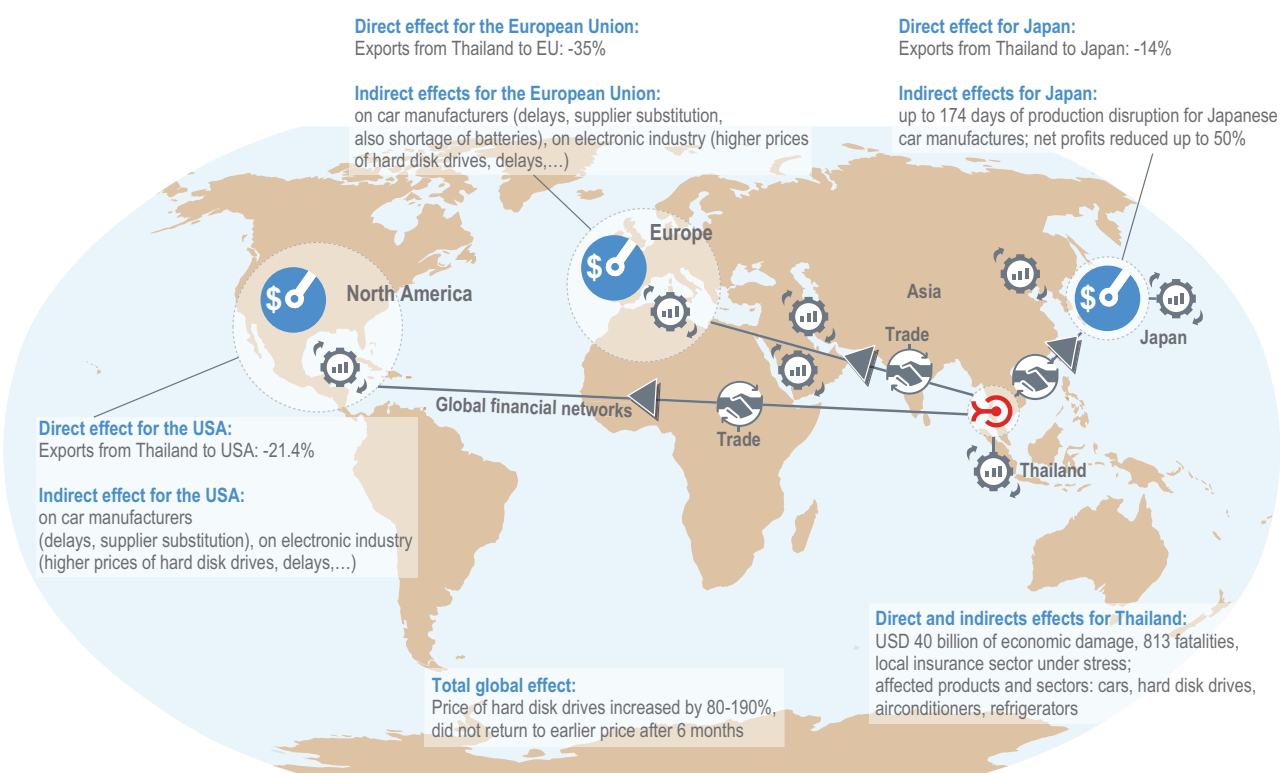 Direct effect for the European Union:
Exports from Thailand to EU: -35%
Indirect effects for the European Union:
on car manufacturers (delays, supplier substitution,
also shortage of batteries), on electronic industry (higher prices
of hard disk drives, delays,...)
Direct effect for Japan:
Exports from Thailand to Japan: -14%
Indirect effects for Japan:
up to 174 days of production disruption for Japanese
car manufactures; net profits reduced up to 50%
Europe
$
North America
$
Asia
$
Japan
Trade
Global financial networks
Trade
Thailand
Direct effect for the USA:
Exports from Thailand to USA: -21.4%
Indirect effect for the USA:
on car manufacturers
(delays, supplier substitution), on electronic industry
(higher prices of hard disk drives, delays,...)
Direct and indirects effects for Thailand:
USD 40 billion of economic damage, 813 fatalities,
local insurance sector under stress;
affected products and sectors: cars, hard disk drives,
airconditioners, refrigerators
Total global effect:
Price of hard disk drives increased by 80-190%,
did not return to earlier price after 6 months